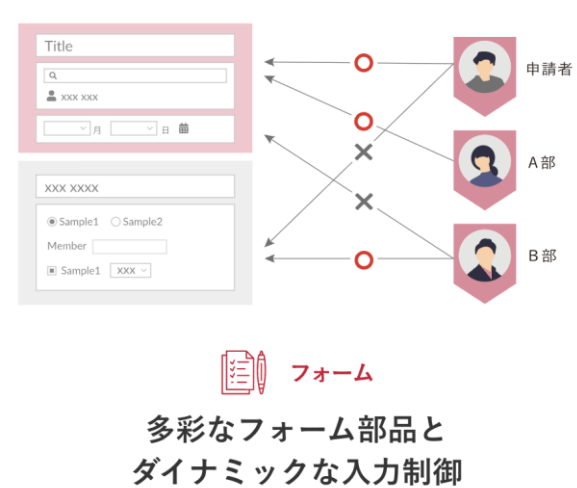 Title
xxx xxx
月 日
申請者
A部
xxx xxxx
Sample1 Sample2
Member
Sample1 xxx
B部
フォーム
多彩なフォーム部品と
ダイナミックな入力制御